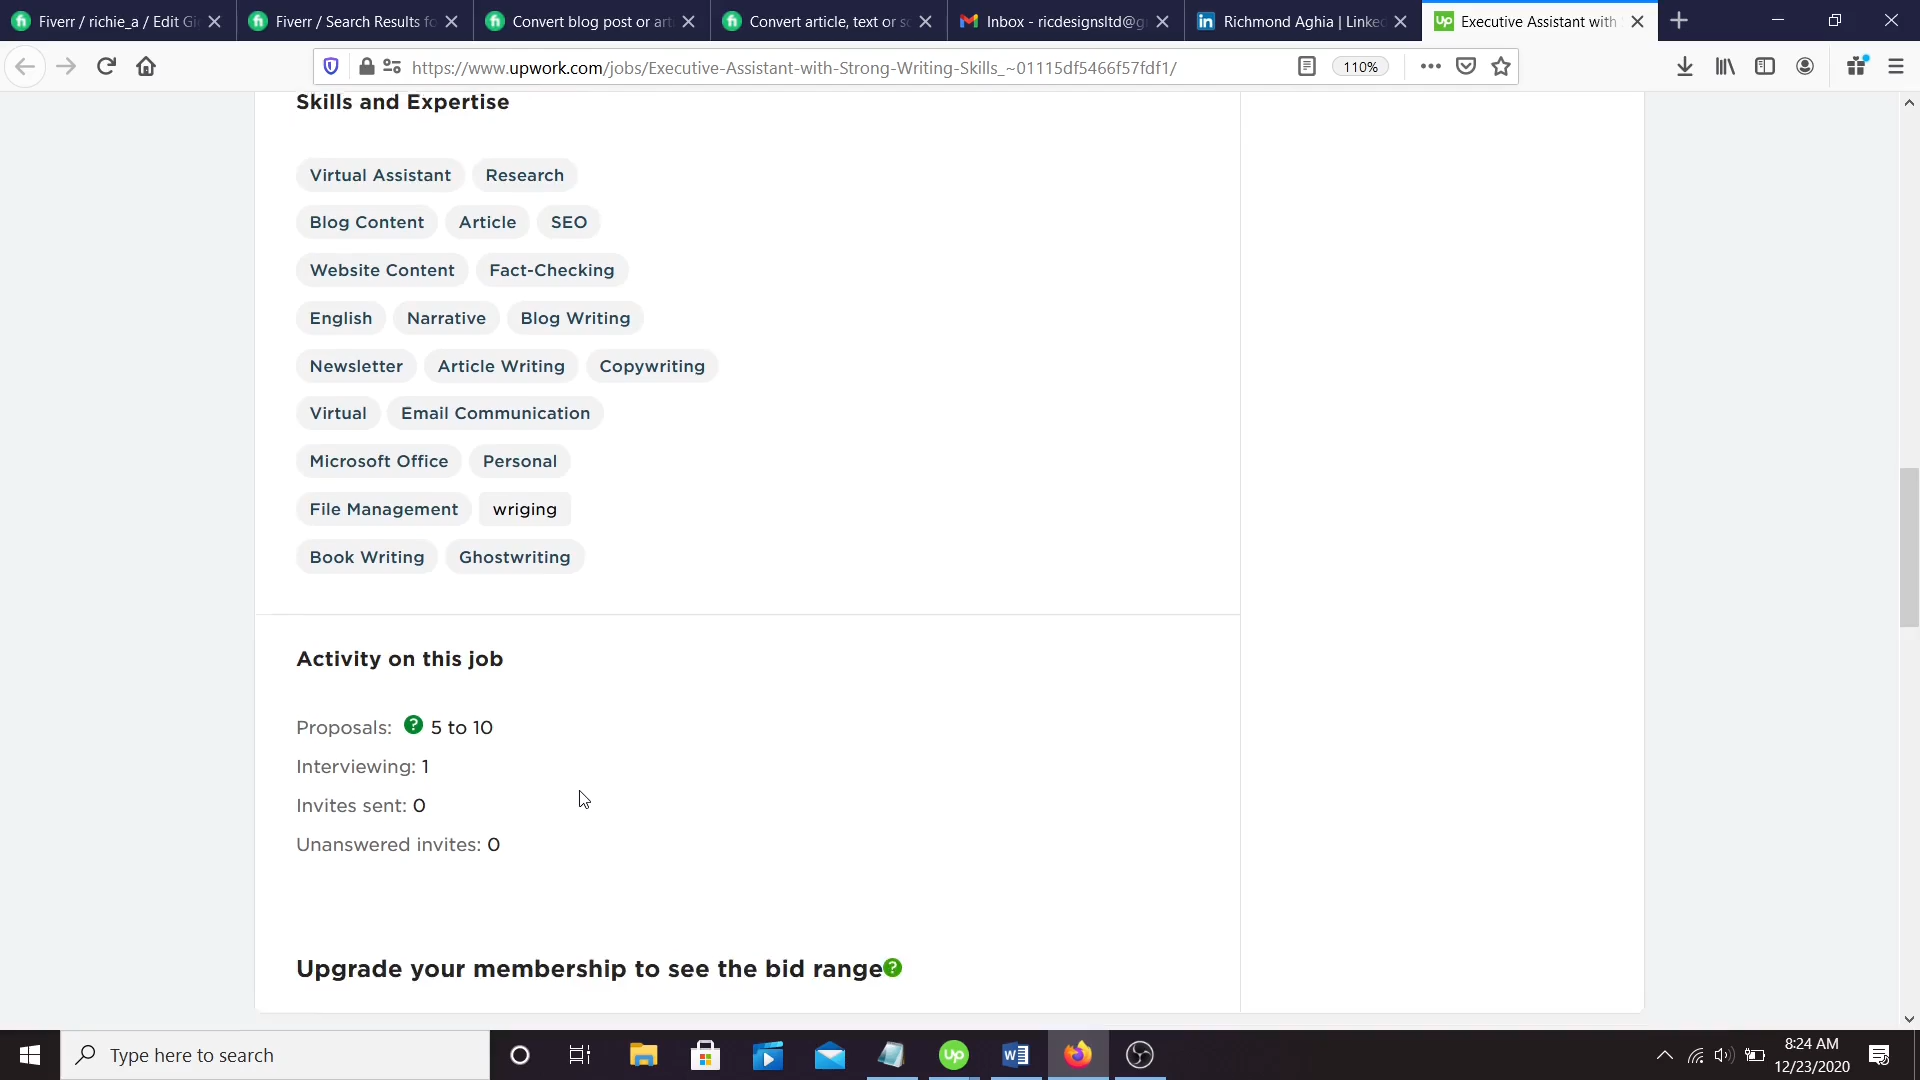 Fiverr / richie_a / Edit Gi
Fiverr / Search Results fo
Convert blog post or art
Convert article, text or s
Inbox - ricdesignsltd@g
Richmond Aghia | Linke
Executive Assistant with
https://www.upwork.com/jobs/Executive-Assistant-with-Strong-Writing-Skills_~01115df5466f57fdf1/
110%
Skills and Expertise
Virtual Assistant Research
Blog Content Article SEO
Website Content Fact-Checking
English Narrative Blog Writing
Newsletter Article Writing Copywriting
Virtual Email Communication
Microsoft Office Personal
File Management wriging
Book Writing Ghostwriting
Activity on this job
Proposals: ? 5 to 10
Interviewing: 1
Invites sent: 0
Unanswered invites: 0
Upgrade your membership to see the bid range ?
Type here to search
8:24 AM
12/23/2020